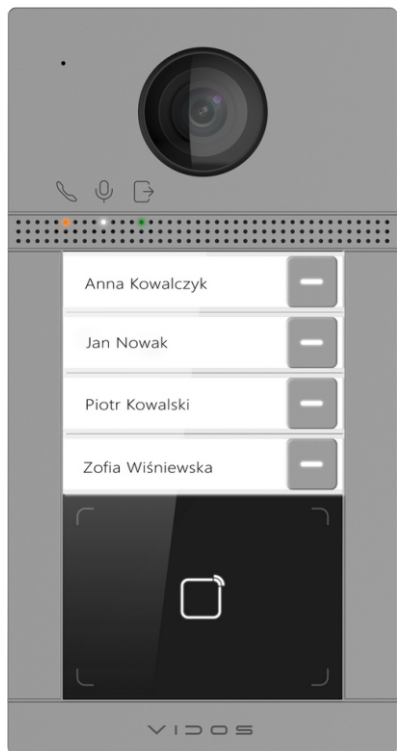 Anna Kowalczyk
Jan Nowak
Piotr Kowalski
Zofia Wiśniewska
VIDOS